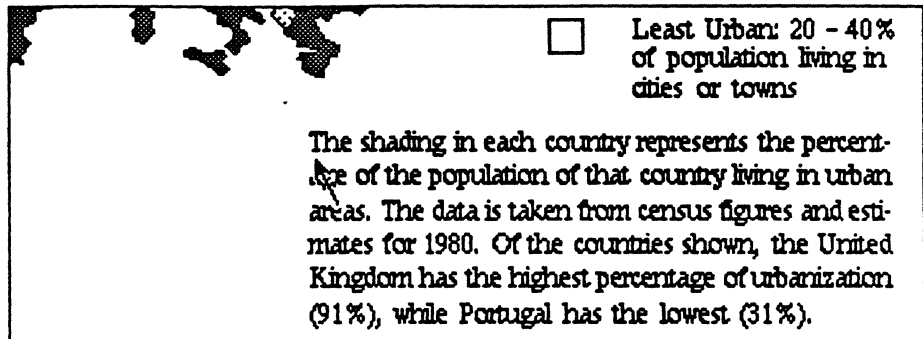 Least Urban: 20 - 40%
of population living in
cities or towns
The shading in each country represents the percent-
age of the population of that country living in urban
areas. The data is taken from census figures and esti-
mates for 1980. Of the countries shown, the United
Kingdom has the highest percentage of urbanization
(91%), while Portugal has the lowest (31%).